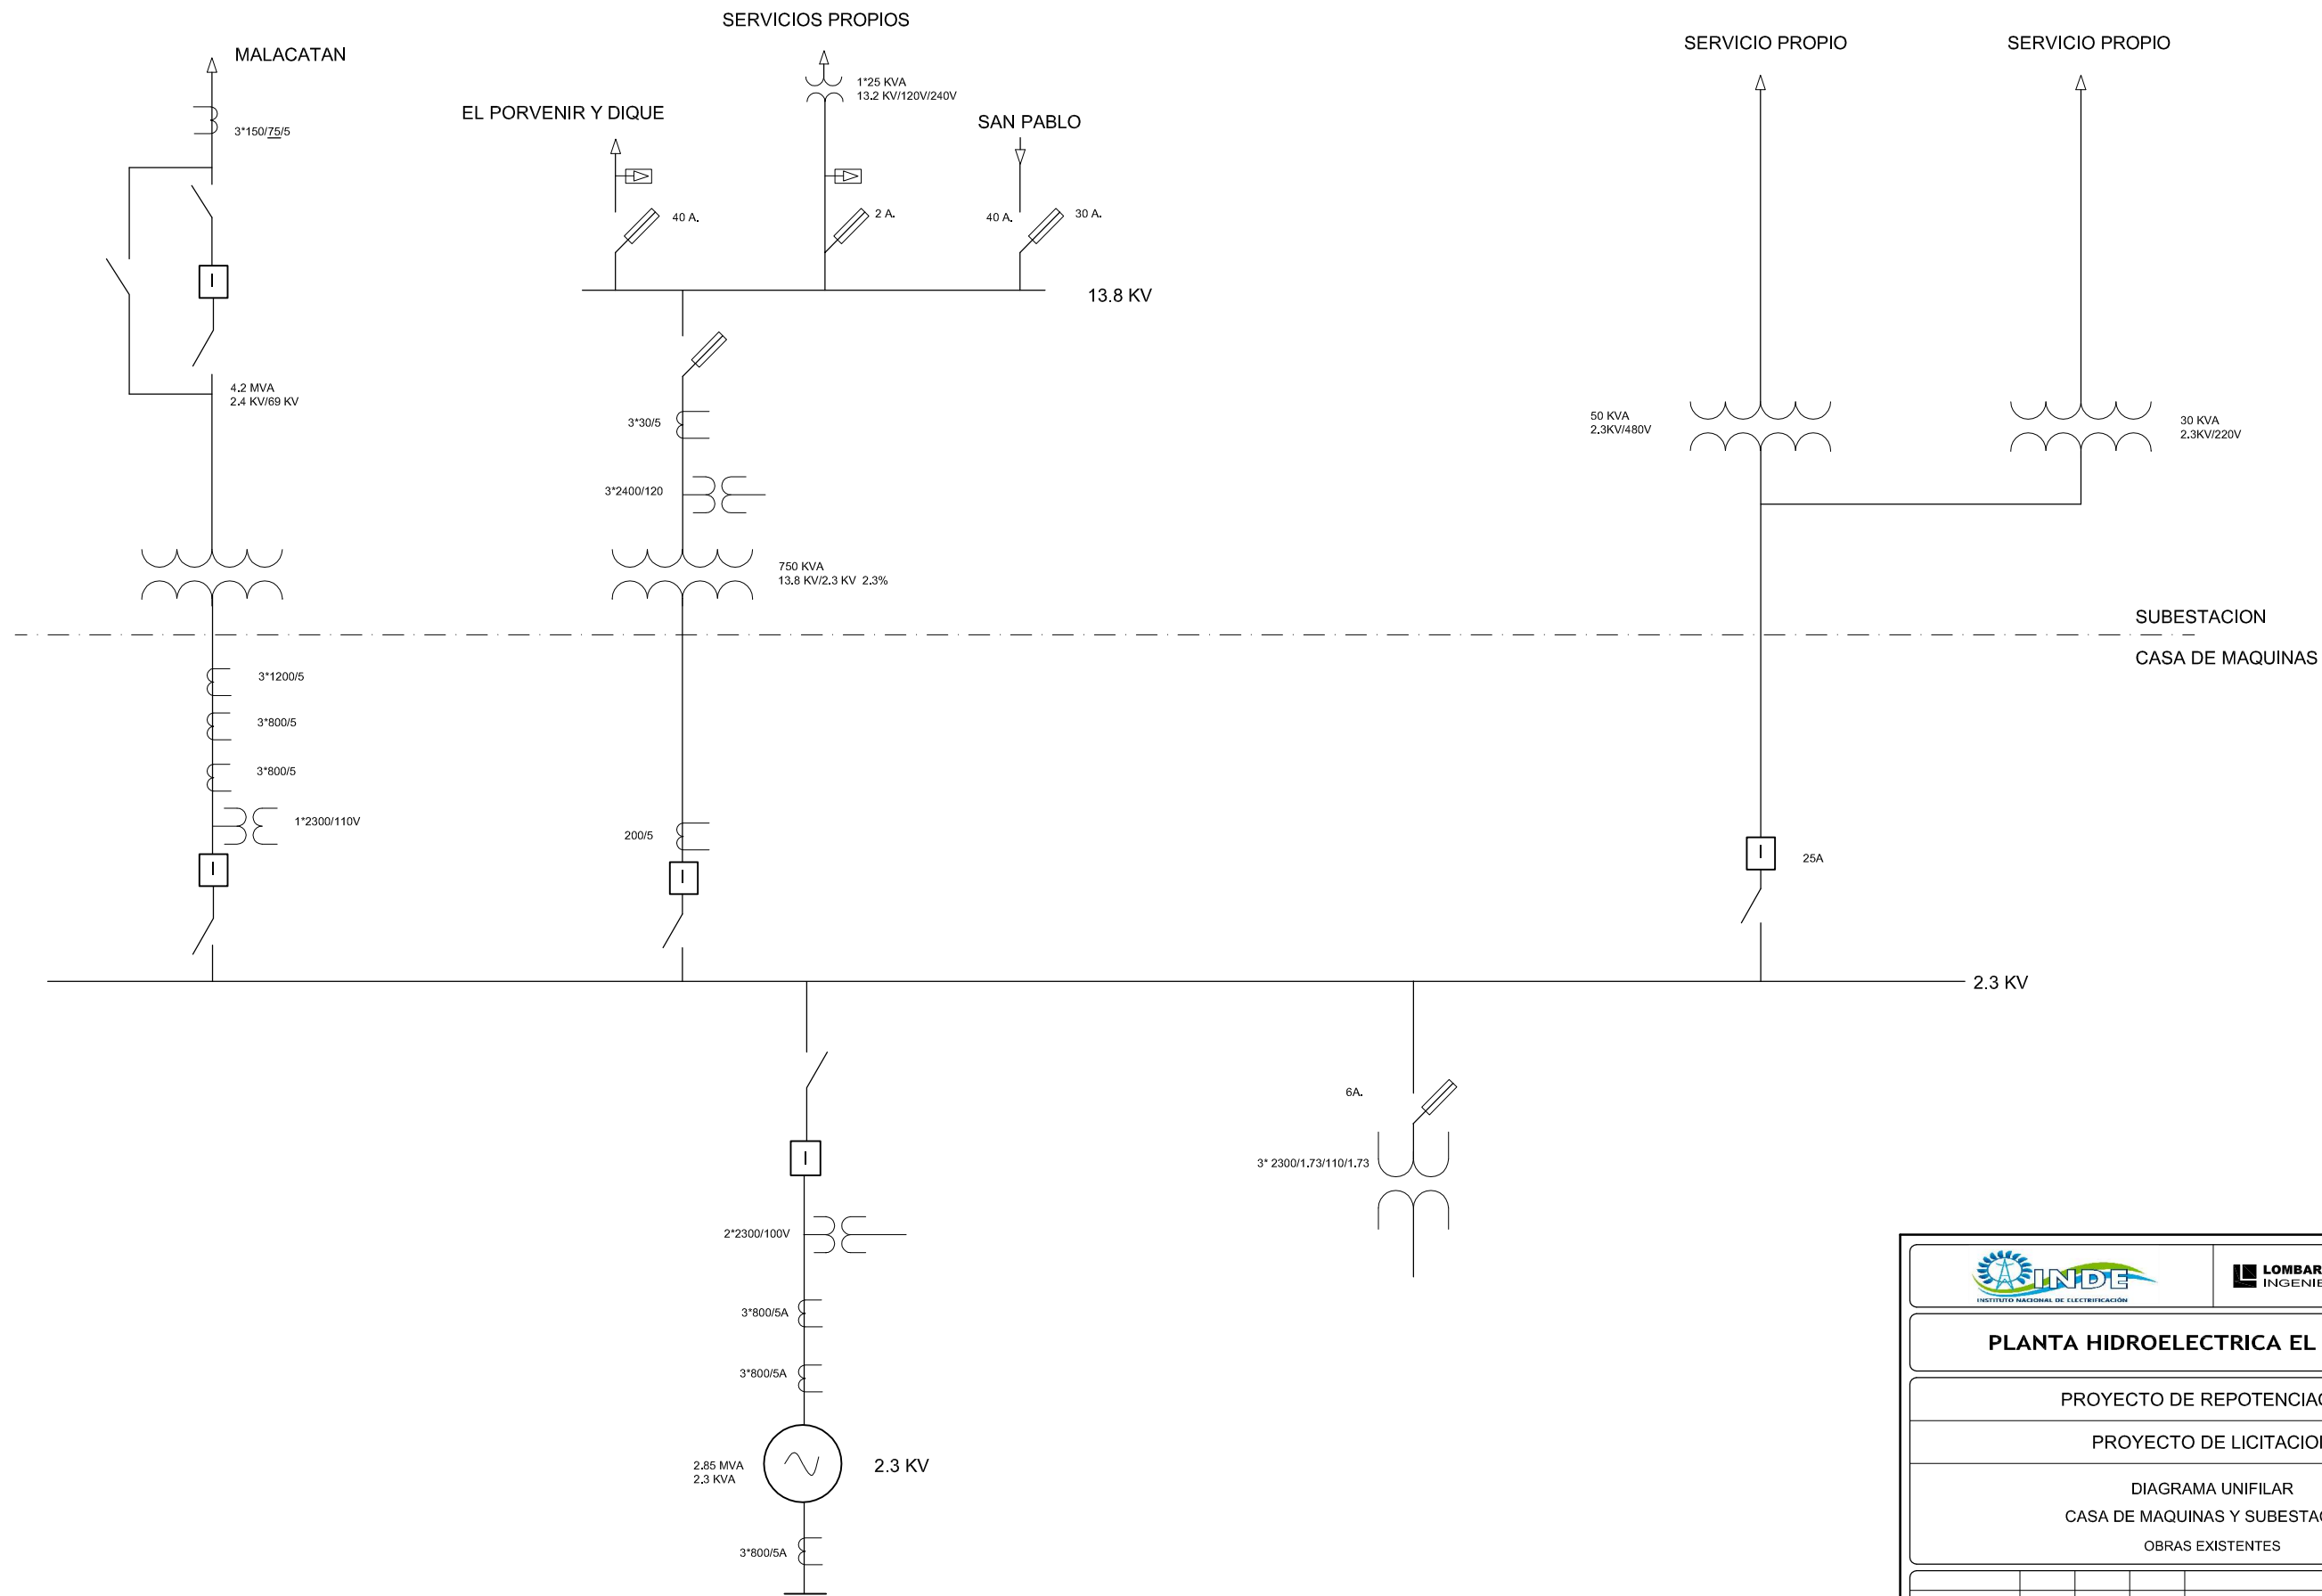 SERVICIOS PROPIOS
MALACATAN
SERVICIO PROPIO
SERVICIO PROPIO
1*25 KVA
13.2 KV/120V/240V
EL PORVENIR Y DIQUE
SAN PABLO
3*150/75/5
40 A.
2 A.
40 A.
30 A.
13.8 KV
I
4.2 MVA
2.4 KV/69 KV
3*30/5
50 KVA
2.3KV/480V
30 KVA
2.3KV/220V
3*2400/120
750 KVA
13.8 KV/2.3 KV 2.3%
SUBESTACION
CASA DE MAQUINAS
3*1200/5
3*800/5
3*800/5
1*2300/110V
200/5
I
I
I
25A
2.3 KV
6A.
I
3* 2300/1.73/110/1.73
2*2300/100V
3*800/5A
3*800/5A
2.85 MVA
2.3 KVA
2.3 KV
3*800/5A
INDE
INSTITUTO NACIONAL DE ELECTRIFICACIÓN
LOMBAR
INGENIE
PLANTA HIDROELECTRICA EL
PROYECTO DE REPOTENCIAC
PROYECTO DE LICITACION
DIAGRAMA UNIFILAR
CASA DE MAQUINAS Y SUBESTAC
OBRAS EXISTENTES